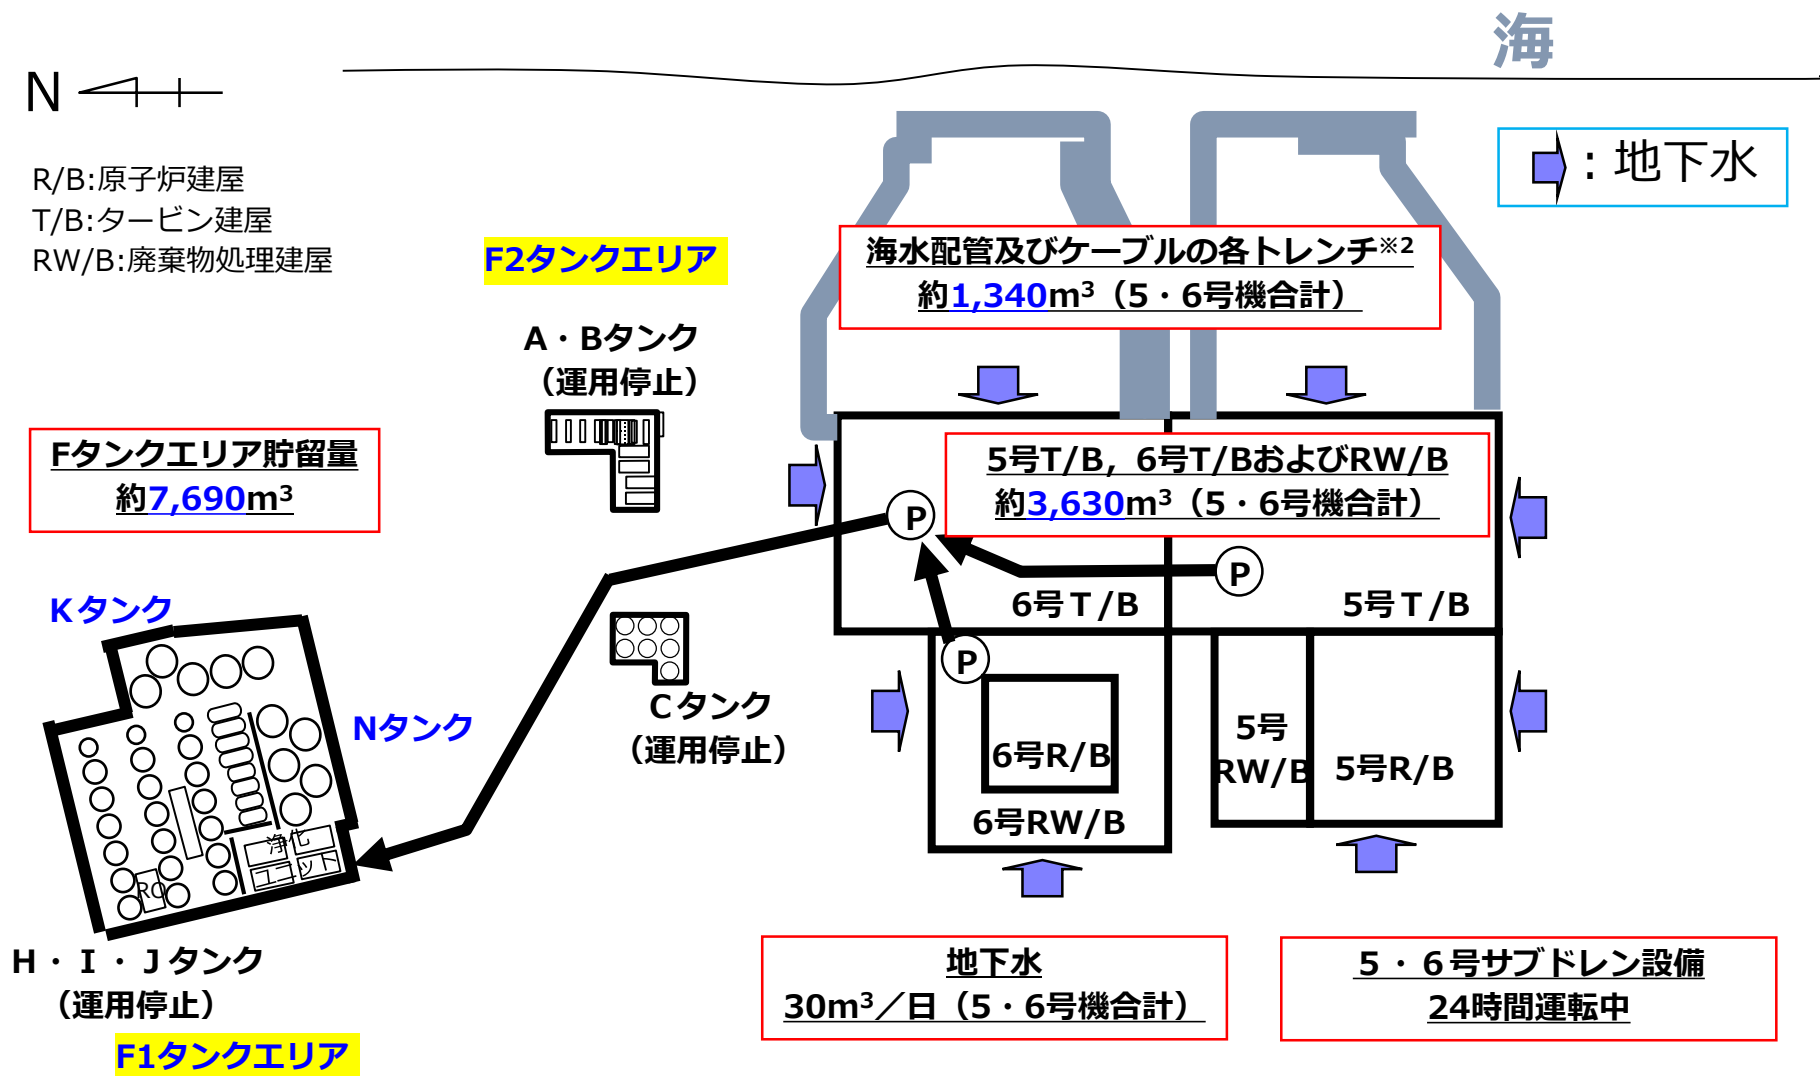 海
N
R/B:原子炉建屋
T/B:タービン建屋
RW/B:廃棄物処理建屋
:地下水
F2タンクエリア
海水配管及びケーブルの各トレンチ※2
約1,340m³（5・6号機合計）
A・Bタンク
（運用停止）
Fタンクエリア貯留量
約7,690m³
5号T/B, 6号T/BおよびRW/B
約3,630m³（5・6号機合計）
P
P
6号T/B
5号T/B
Kタンク
P
Cタンク
（運用停止）
Nタンク
5号
RW/B
6号R/B
5号R/B
6号RW/B
浄化
ユニット
RO
H・I・Jタンク
（運用停止）
F1タンクエリア
地下水
30m³／日（5・6号機合計）
5・6号サブドレン設備
24時間運転中